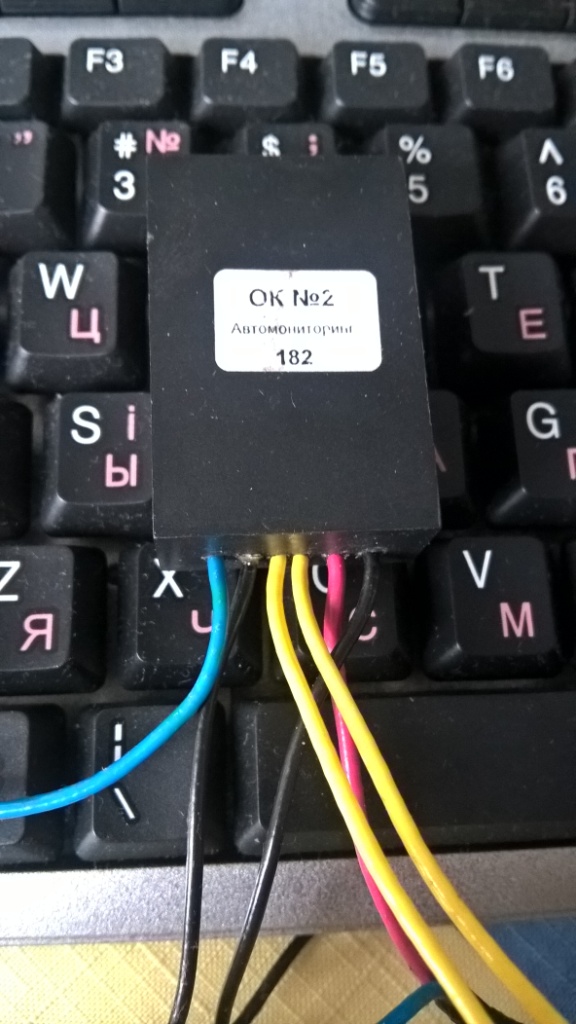 F3 F4 F5 F6
# № $ ; % ^
3 5 6
ОК №2
Автомониторинг
182
W Ц T Е
S і Ы G
Z Я X Ч С V М